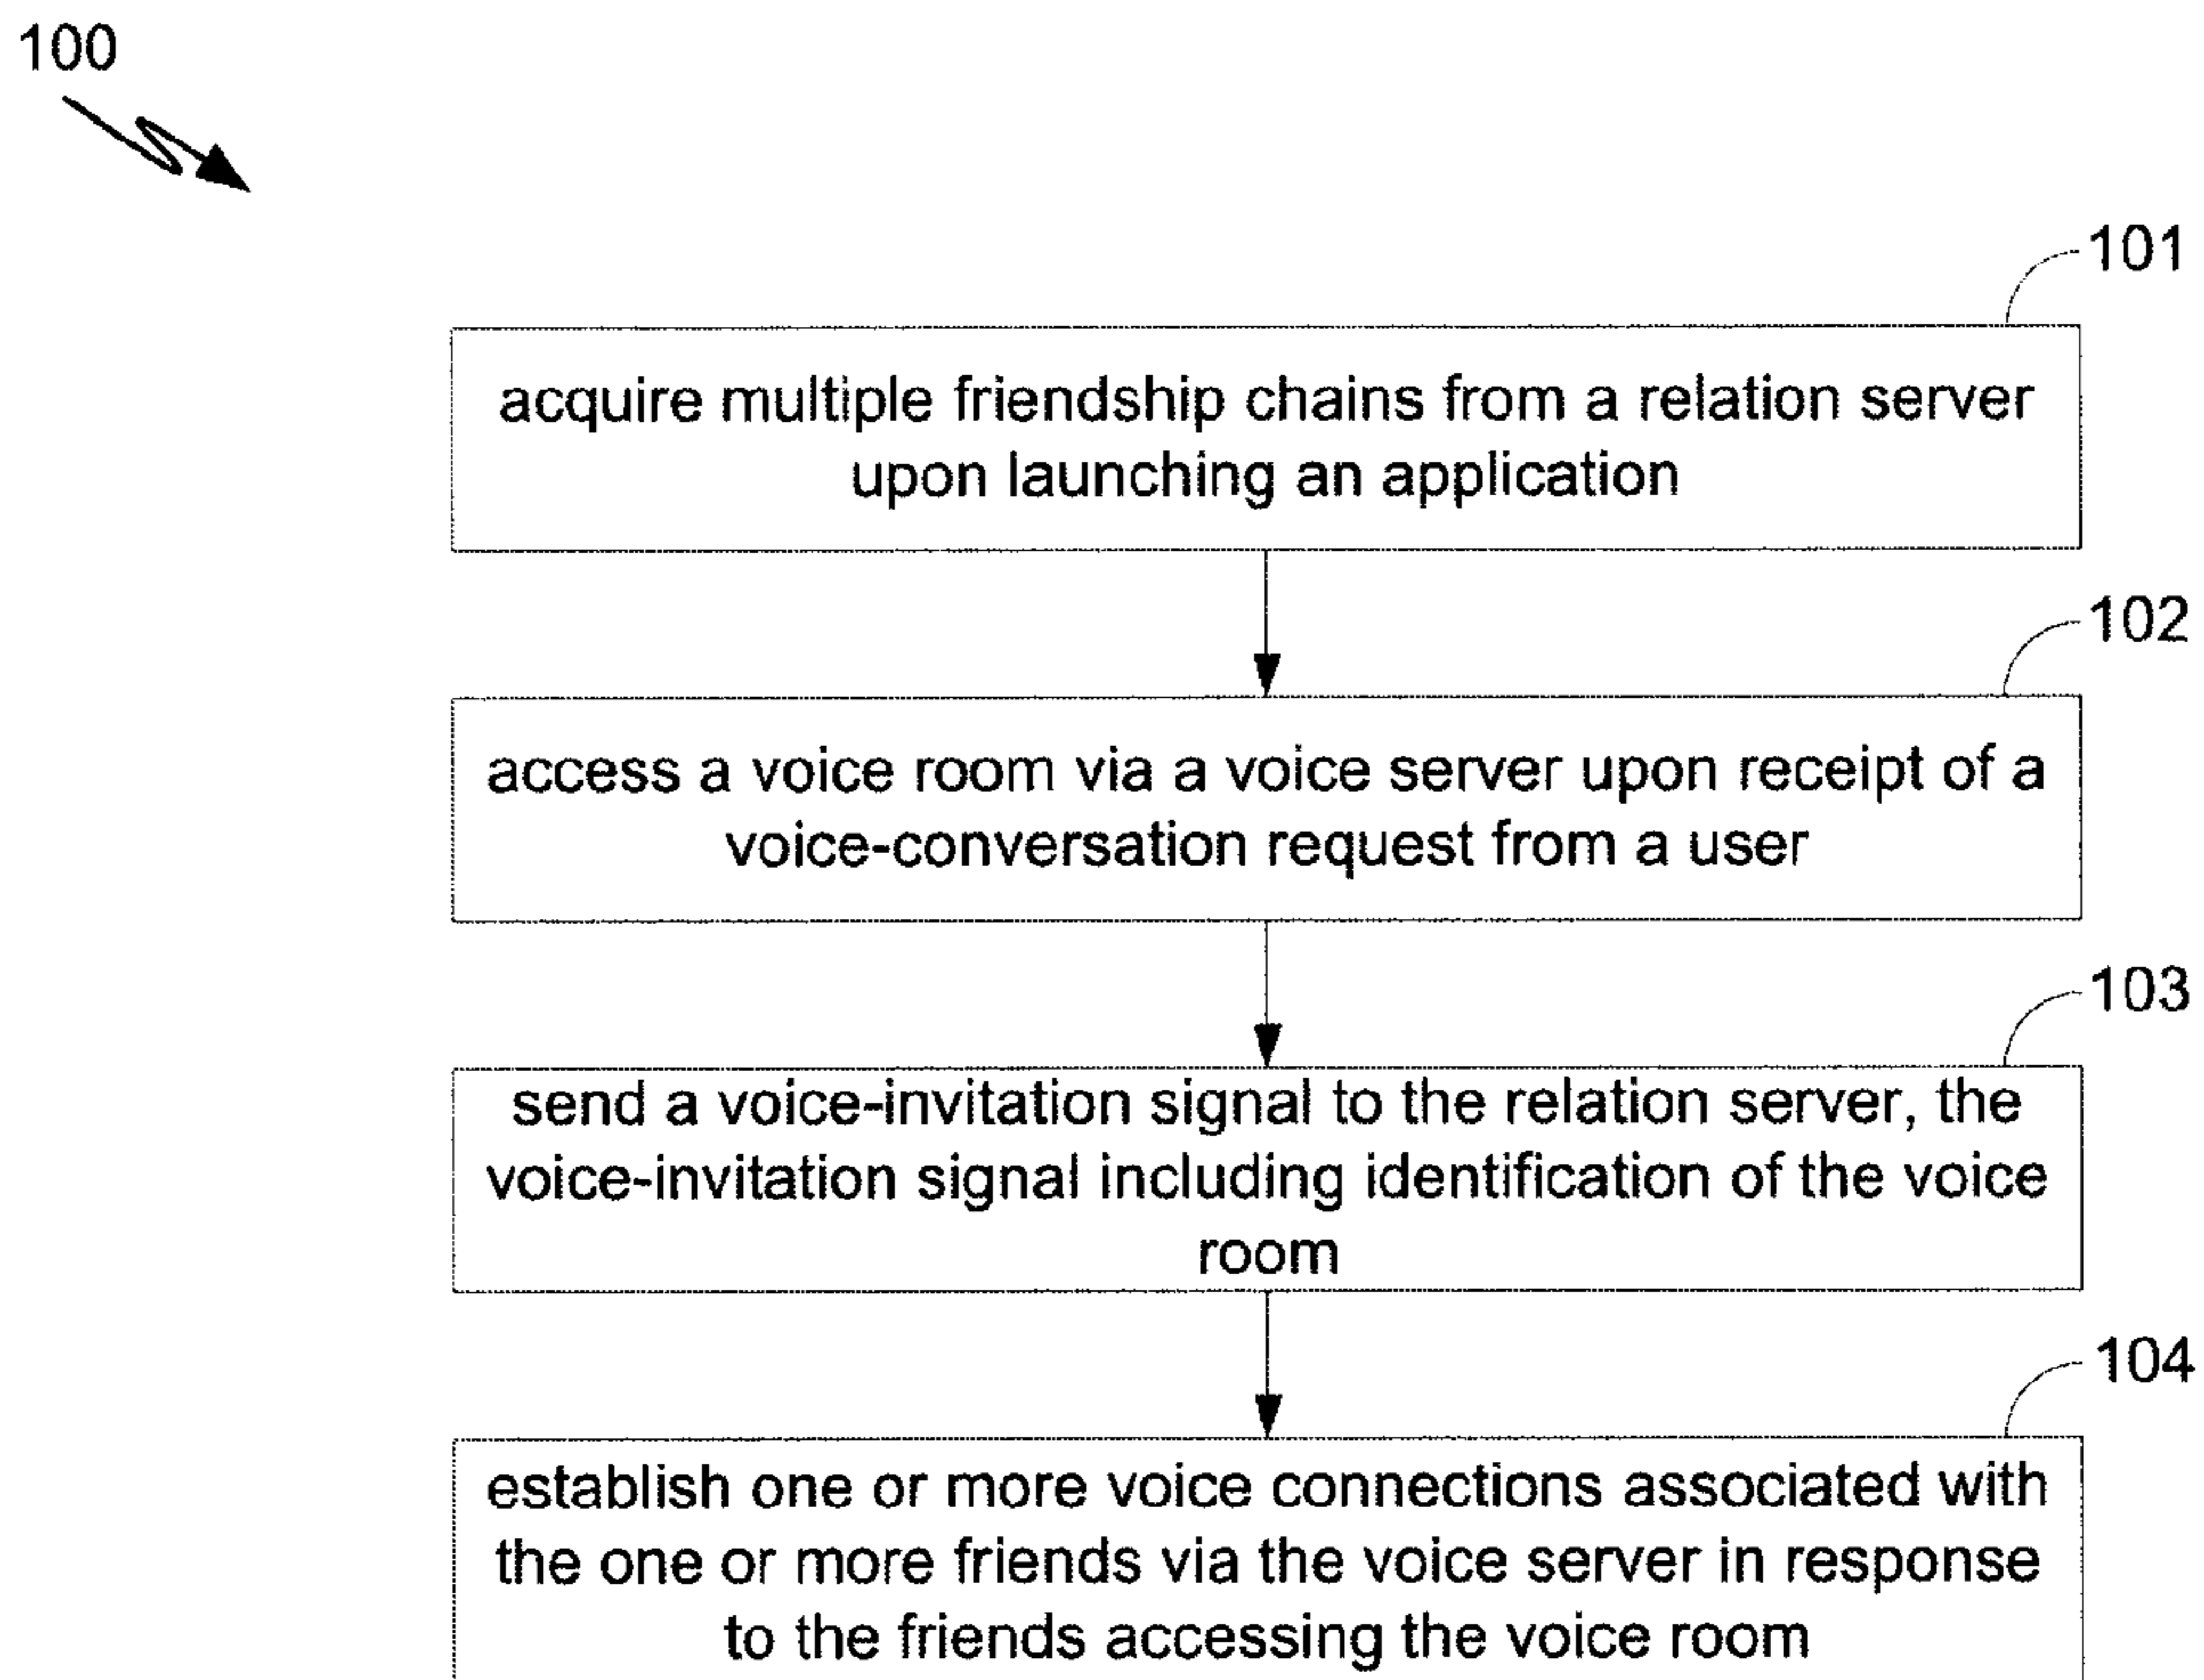 100
101
acquire multiple friendship chains from a relation server
upon launching an application
102
access a voice room via a voice server upon receipt of a
voice-conversation request from a user
103
send a voice-invitation signal to the relation server, the
voice-invitation signal including identification of the voice
room
104
establish one or more voice connections associated with
the one or more friends via the voice server in response
to the friends accessing the voice room